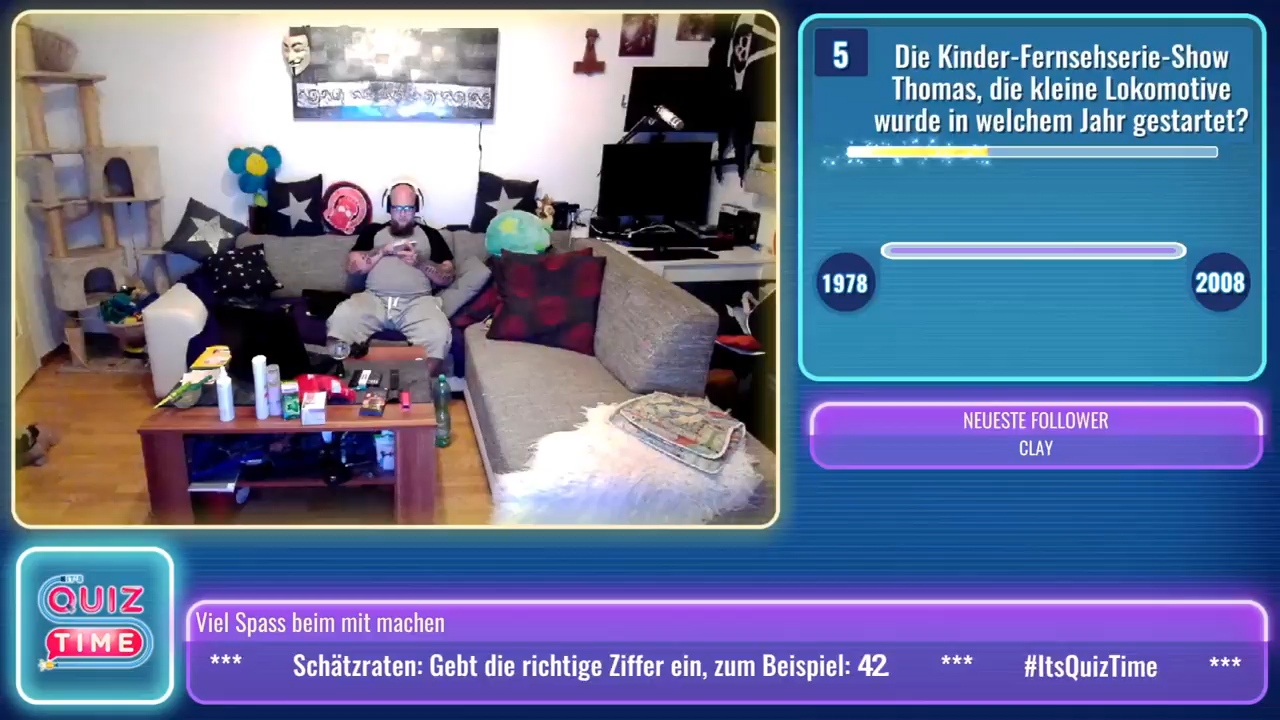 5
Die Kinder-Fernsehserie-Show
Thomas, die kleine Lokomotive
wurde in welchem Jahr gestartet?
1978
2008
NEUESTE FOLLOWER
CLAY
IT'S
QUIZ
TIME
Viel Spass beim mit machen
*** Schätzraten: Gebt die richtige Ziffer ein, zum Beispiel: 42 *** #ItsQuizTime ***